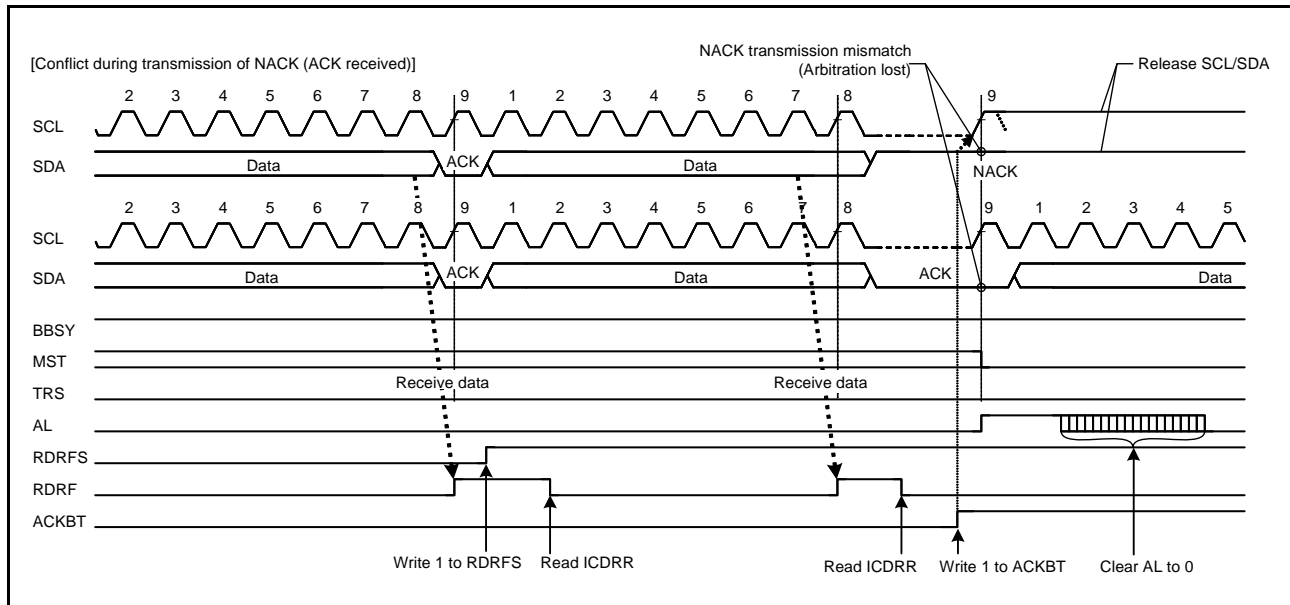 NACK transmission mismatch
(Arbitration lost)
Release SCL/SDA
[Conflict during transmission of NACK (ACK received)]
2 3 4 5 6 7 8 9 1 2 3 4 5 6 7 8 9
SCL
SDA Data ACK Data NACK
2 3 4 5 6 7 8 9 1 2 3 4 5 6 7 8 9 1 2 3 4 5
SCL
SDA Data ACK Data ACK Data
BBSY
MST
Receive data Receive data
TRS
AL
RDRFS
RDRF
ACKBT
Write 1 to RDRFS Read ICDRR Read ICDRR Write 1 to ACKBT Clear AL to 0